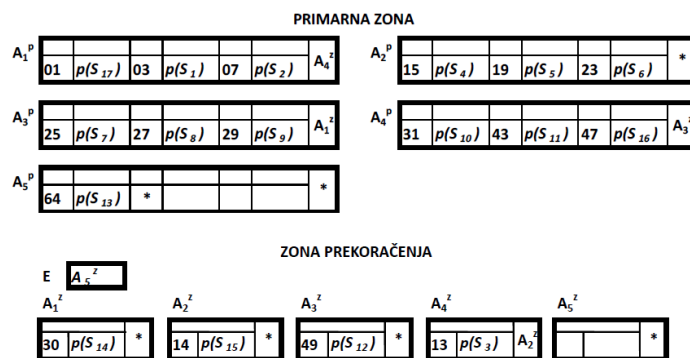 PRIMARNA ZONA
A₁ᵖ 01 p(S₁₇) 03 p(S₁) 07 p(S₂) A₄ᶻ
A₂ᵖ 15 p(S₄) 19 p(S₅) 23 p(S₆) *
A₃ᵖ 25 p(S₇) 27 p(S₈) 29 p(S₉) A₁ᶻ
A₄ᵖ 31 p(S₁₀) 43 p(S₁₁) 47 p(S₁₆) A₃ᶻ
A₅ᵖ 64 p(S₁₃) * *
ZONA PREKORAČENJA
E A₅ᶻ
A₁ᶻ A₂ᶻ A₃ᶻ A₄ᶻ A₅ᶻ
30 p(S₁₄) * 14 p(S₁₅) * 49 p(S₁₂) * 13 p(S₃) A₂ᶻ *